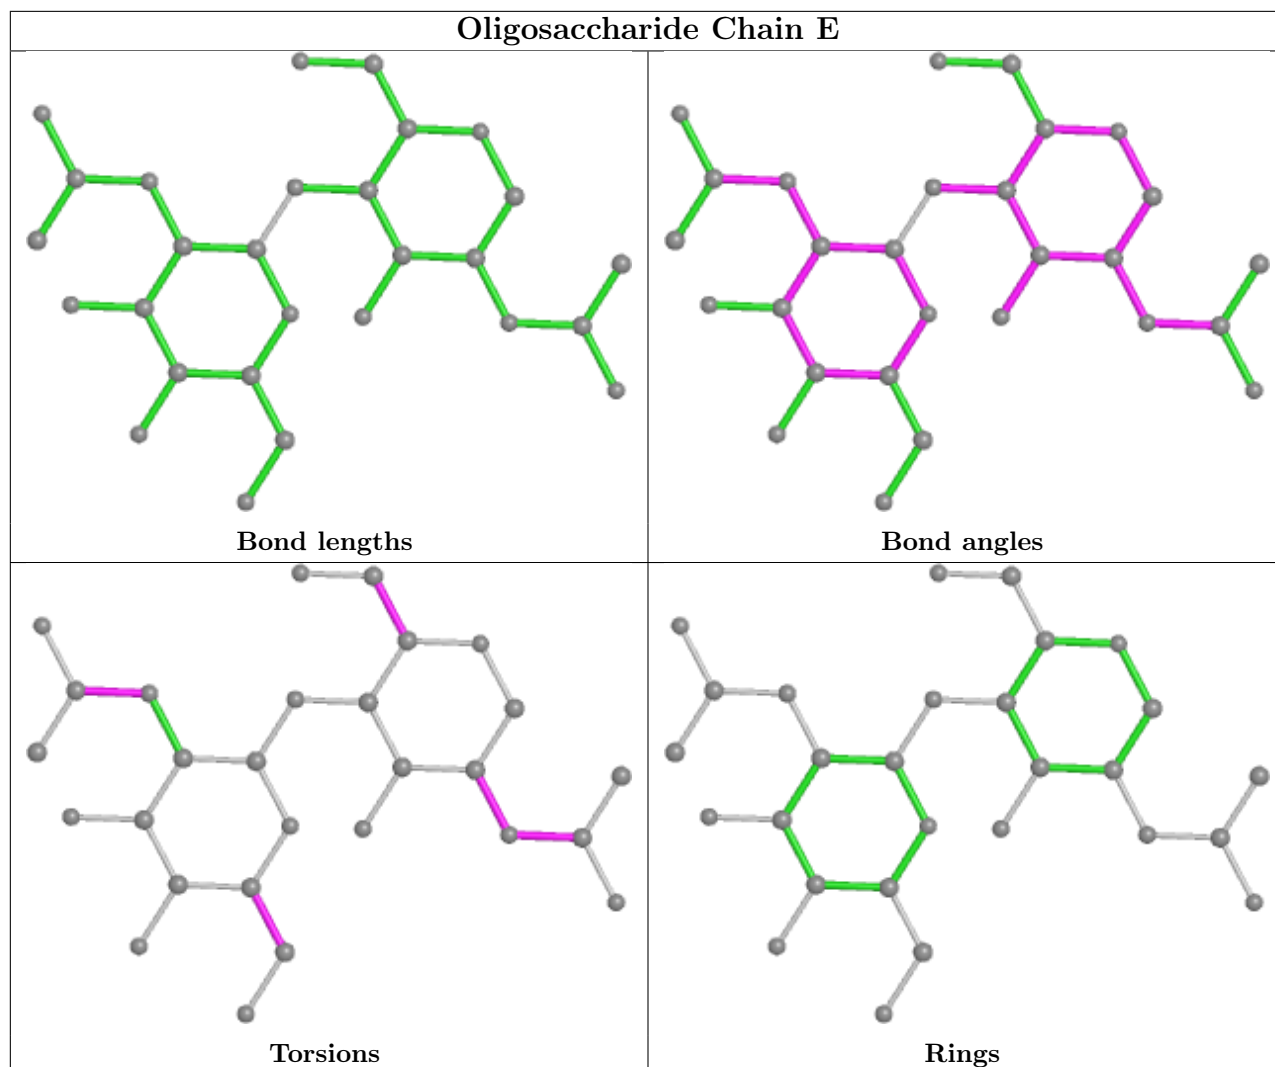 Oligosaccharide Chain E
Bond lengths
Bond angles
Torsions
Rings